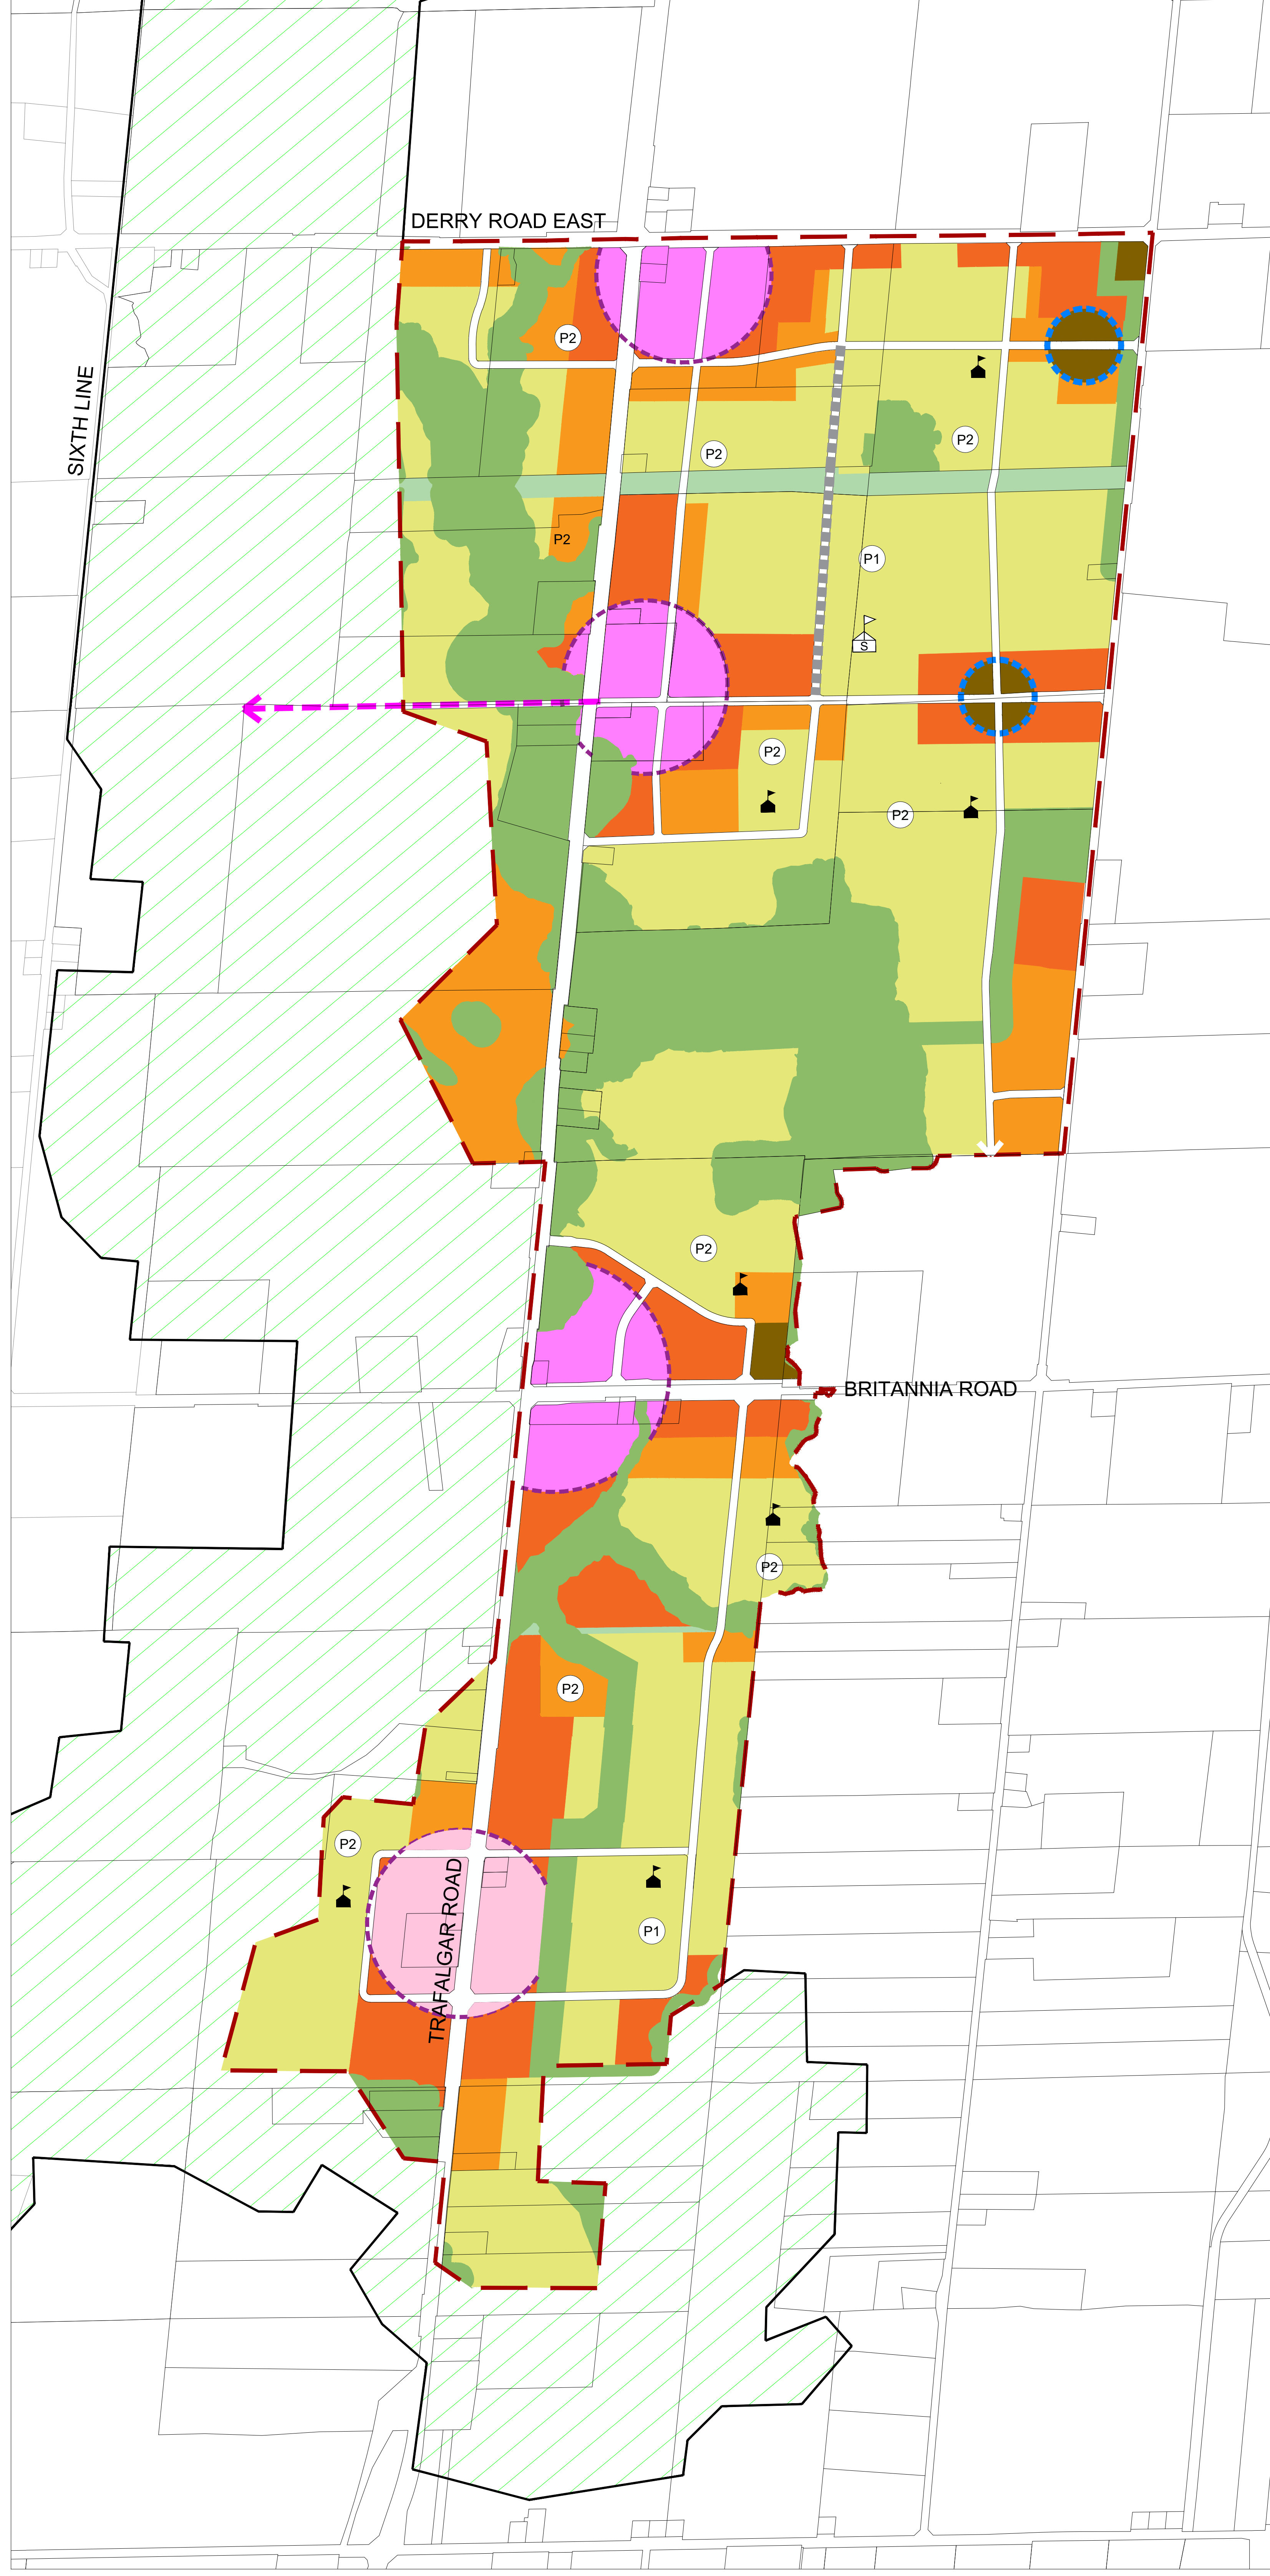 DERRY ROAD EAST
P2
SIXTH LINE
P2
P2
P2
P1
S
P2
P2
P2
BRITANNIA ROAD
P2
P2
P2
TRAFALGAR ROAD
P1